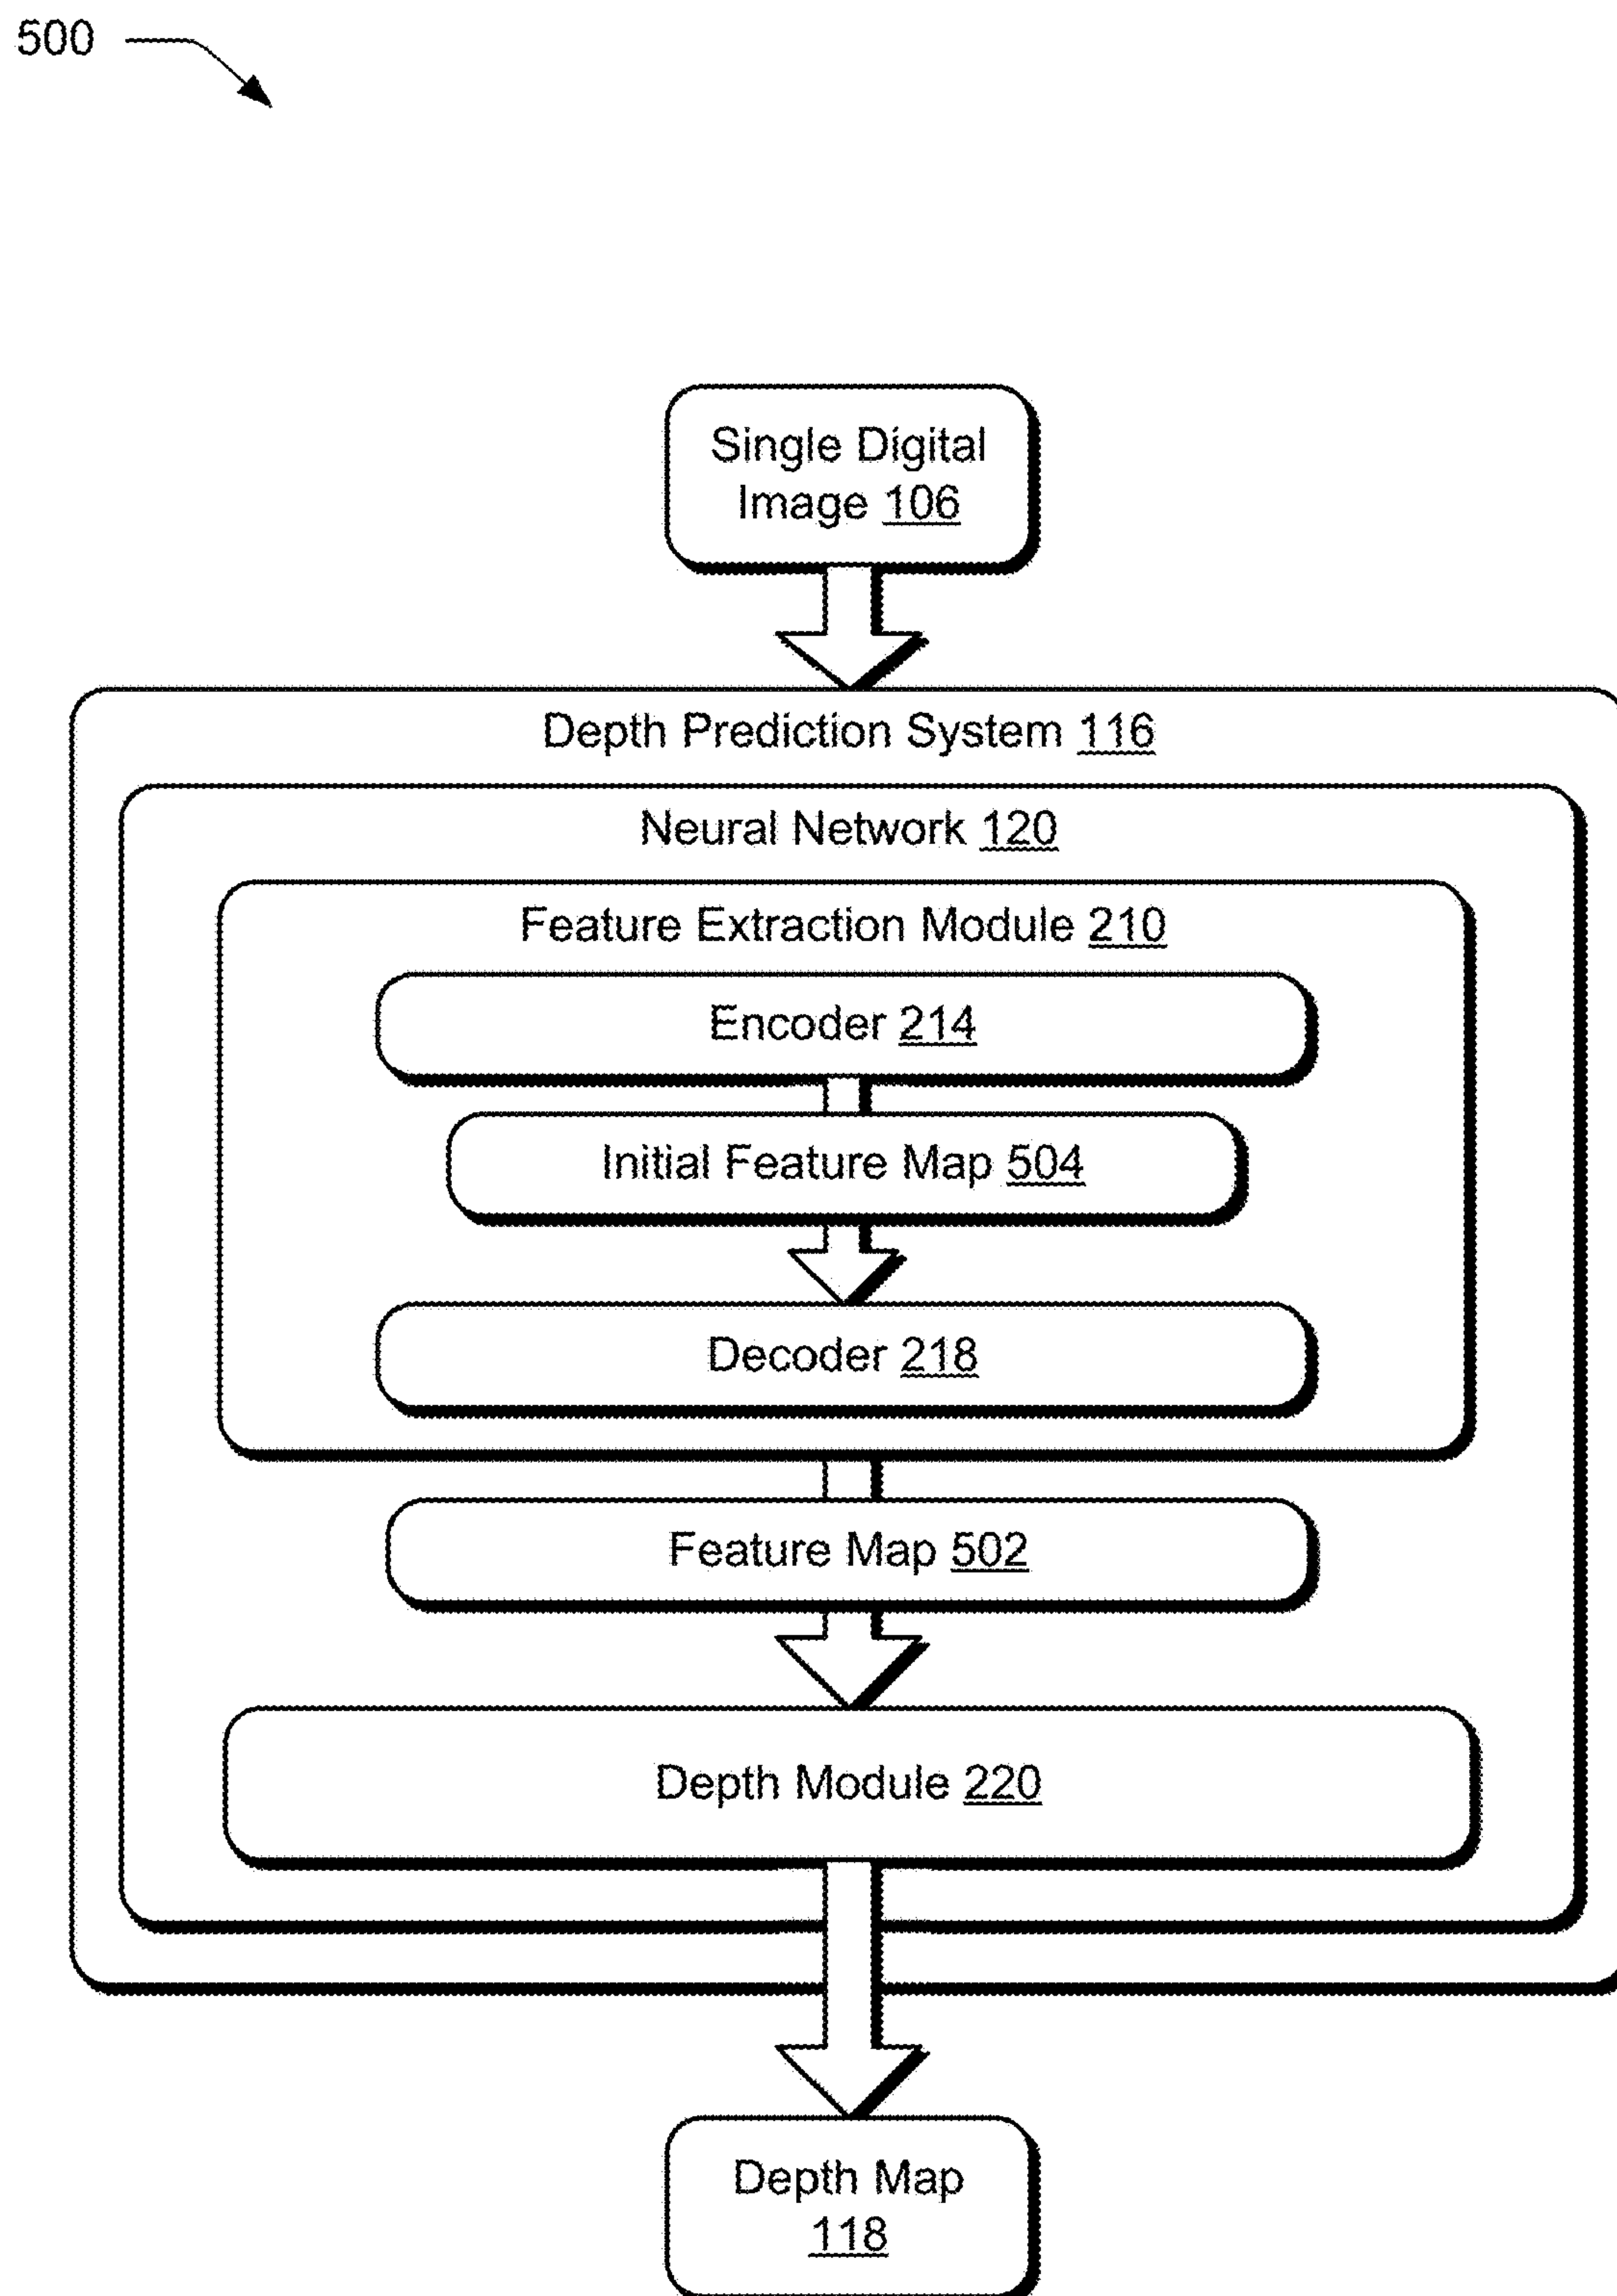 500
Single Digital
Image 106
Depth Prediction System 116
Neural Network 120
Feature Extraction Module 210
Encoder 214
Initial Feature Map 504
Decoder 218
Feature Map 502
Depth Module 220
Depth Map
118